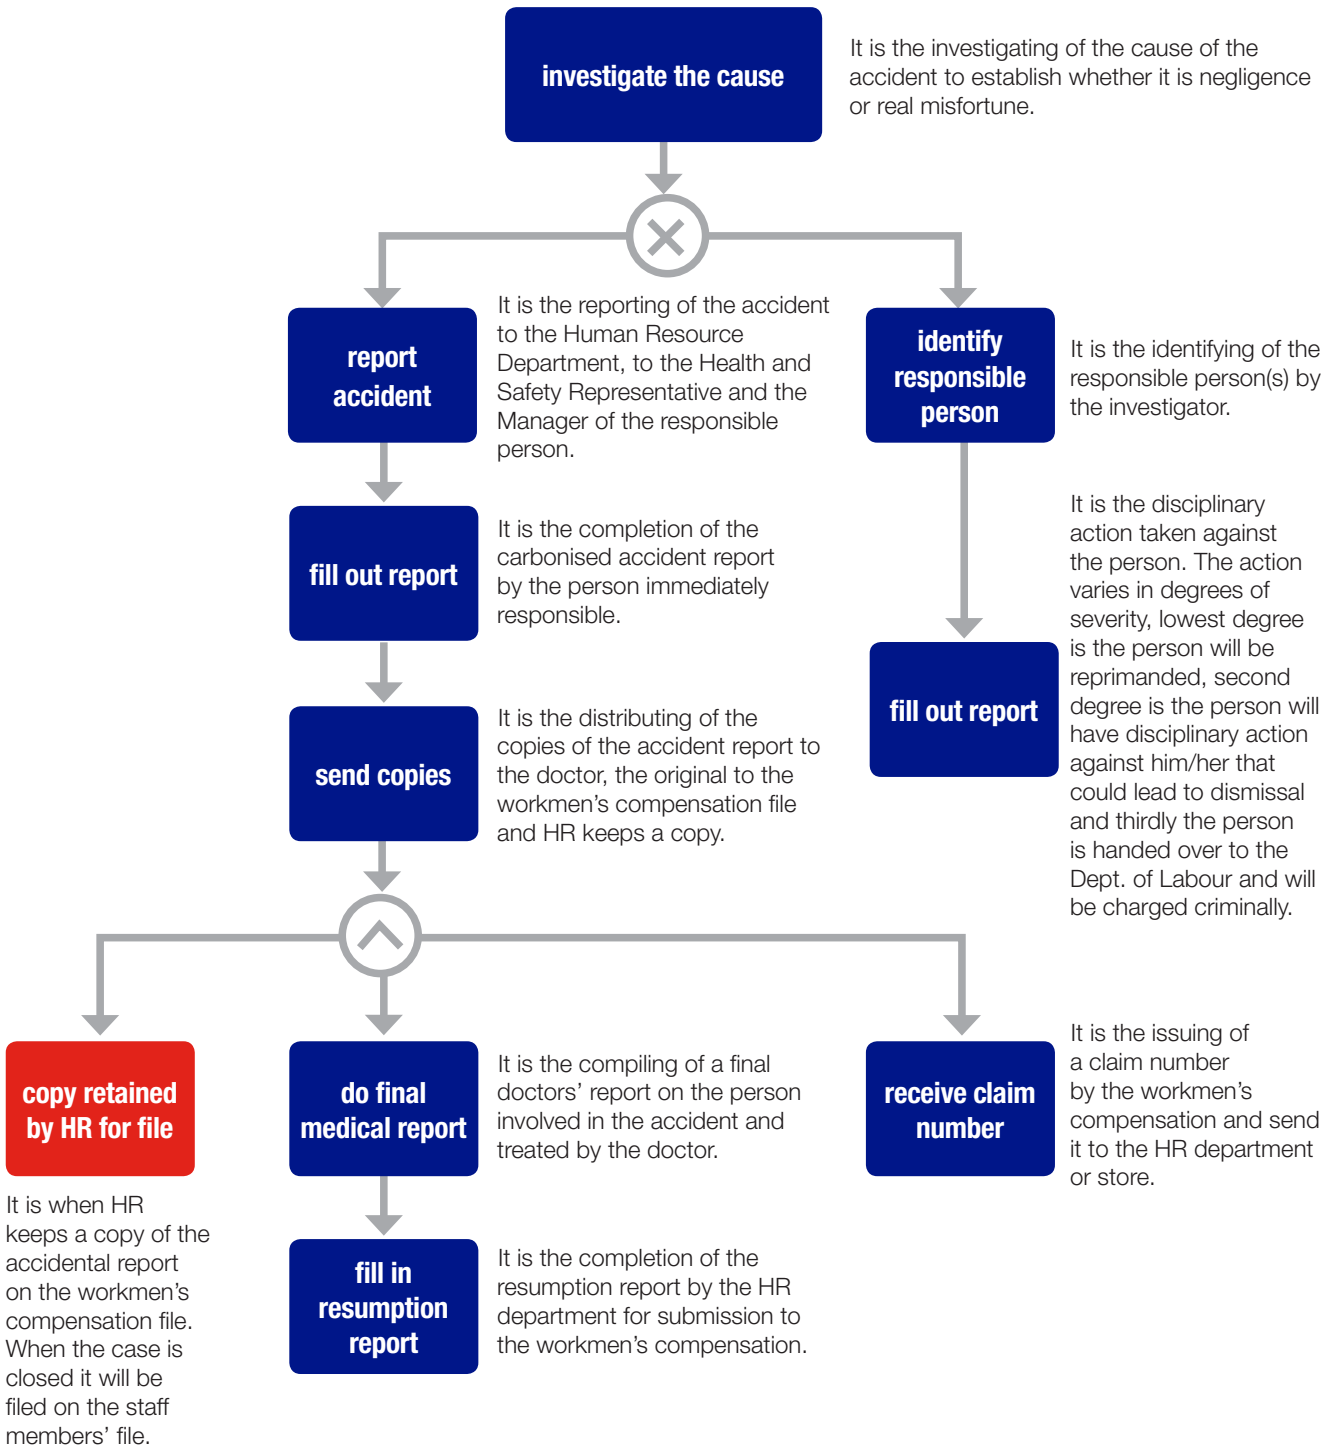 investigate the cause
It is the investigating of the cause of the
accident to establish whether it is negligence
or real misfortune.
report
accident
It is the reporting of the accident
to the Human Resource
Department, to the Health and
Safety Representative and the
Manager of the responsible
person.
identify
responsible
person
It is the identifying of the
responsible person(s) by
the investigator.
fill out report
It is the completion of the
carbonised accident report
by the person immediately
responsible.
fill out report
It is the disciplinary
action taken against
the person. The action
varies in degrees of
severity, lowest degree
is the person will be
reprimanded, second
degree is the person will
have disciplinary action
against him/her that
could lead to dismissal
and thirdly the person
is handed over to the
Dept. of Labour and will
be charged criminally.
send copies
It is the distributing of the
copies of the accident report to
the doctor, the original to the
workmen’s compensation file
and HR keeps a copy.
copy retained
by HR for file
It is when HR
keeps a copy of the
accidental report
on the workmen’s
compensation file.
When the case is
closed it will be
filed on the staff
members’ file.
do final
medical report
It is the compiling of a final
doctors’ report on the person
involved in the accident and
treated by the doctor.
receive claim
number
It is the issuing of
a claim number
by the workmen’s
compensation and send
it to the HR department
or store.
fill in
resumption
report
It is the completion of the
resumption report by the HR
department for submission to
the workmen’s compensation.